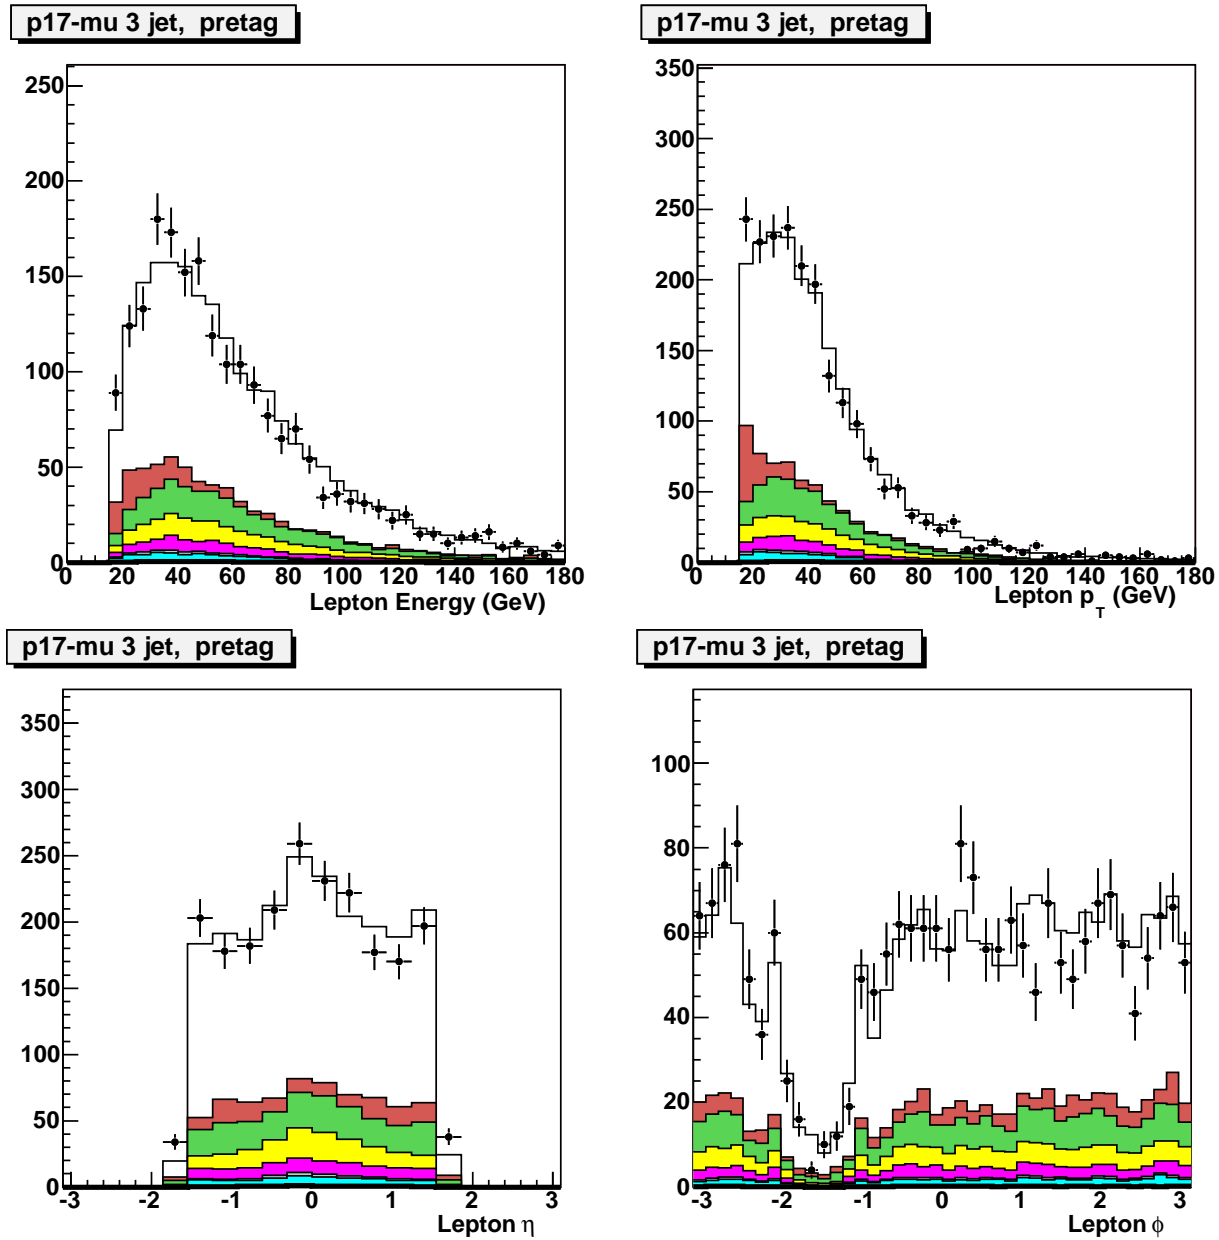 p17-mu 3 jet,  pretag
250
200
150
100
50
0
0 20 40 60 80 100 120 140 160 180
Lepton Energy (GeV)
p17-mu 3 jet,  pretag
350
300
250
200
150
100
50
0
0 20 40 60 80 100 120 140 160 180
Lepton p_T (GeV)
p17-mu 3 jet,  pretag
350
300
250
200
150
100
50
0
-3 -2 -1 0 1 2 3
Lepton η
p17-mu 3 jet,  pretag
100
80
60
40
20
0
-3 -2 -1 0 1 2 3
Lepton ϕ